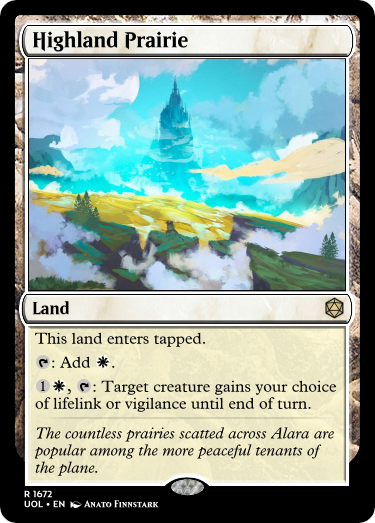 Highland Prairie
Land
This land enters tapped.
: Add .
1 , : Target creature gains your choice
of lifelink or vigilance until end of turn.
The countless prairies scatted across Alara are
popular among the more peaceful tenants of
the plane.
R 1672
UOL • EN Anato Finnstark